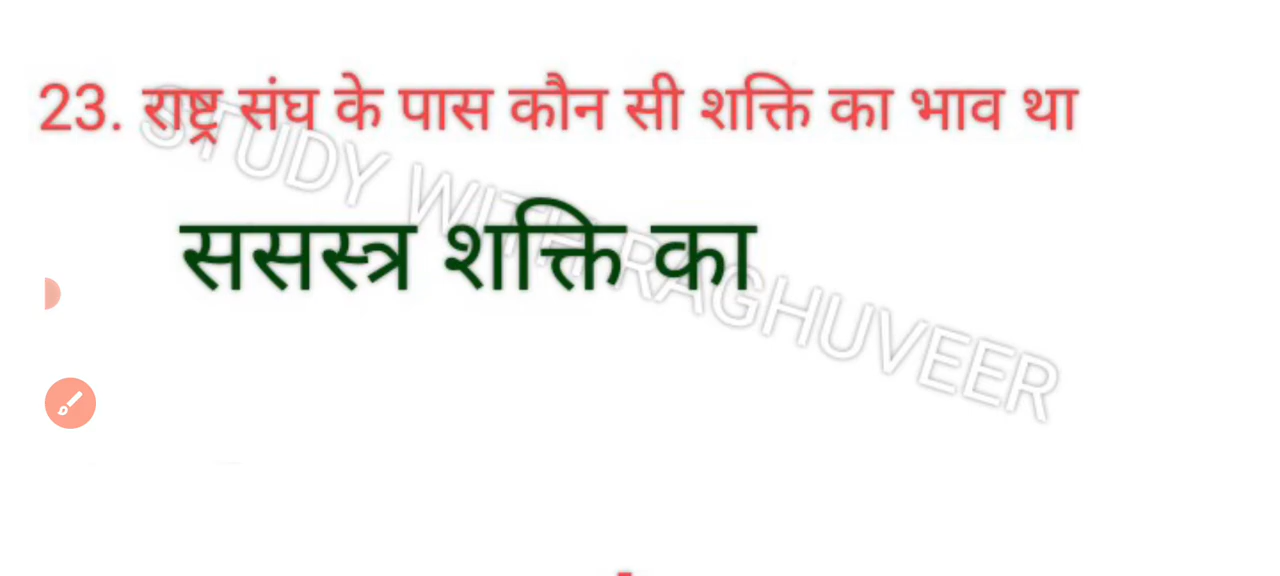 23. राष्ट्र संघ के पास कौन सी शक्ति का भाव था
ससस्त्र शक्ति का
STUDY WITH RAGHUVEER